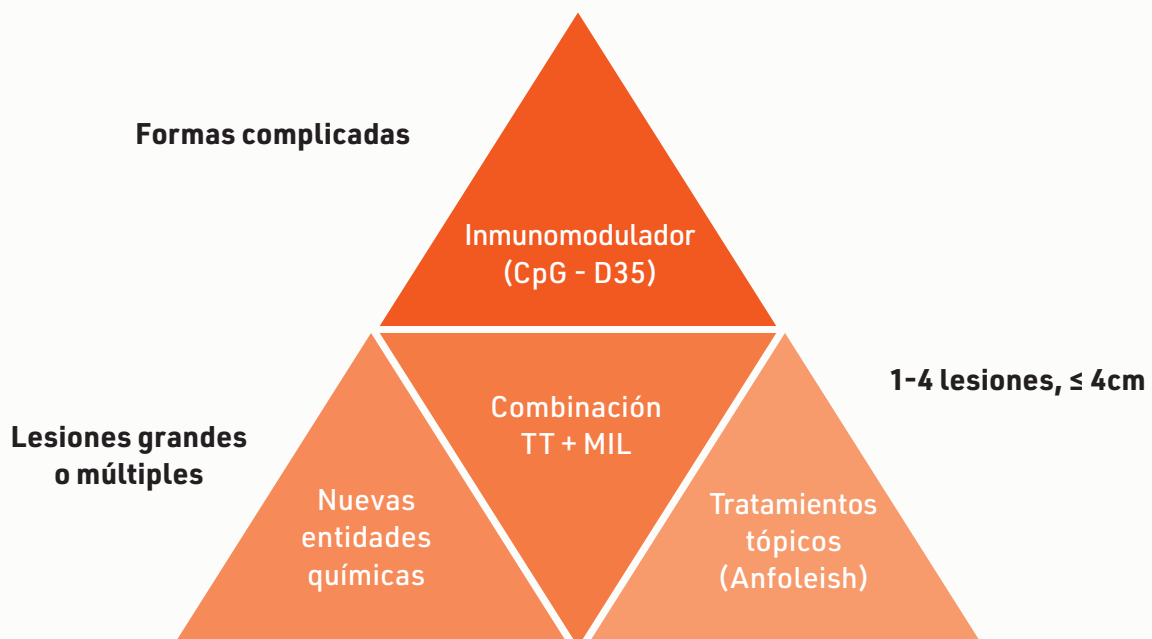 Formas complicadas
Inmunomodulador
(CpG - D35)
1-4 lesiones, ≤ 4cm
Combinación
TT + MIL
Lesiones grandes
o múltiples
Nuevas
entidades
químicas
Tratamientos
tópicos
(Anfoleish)